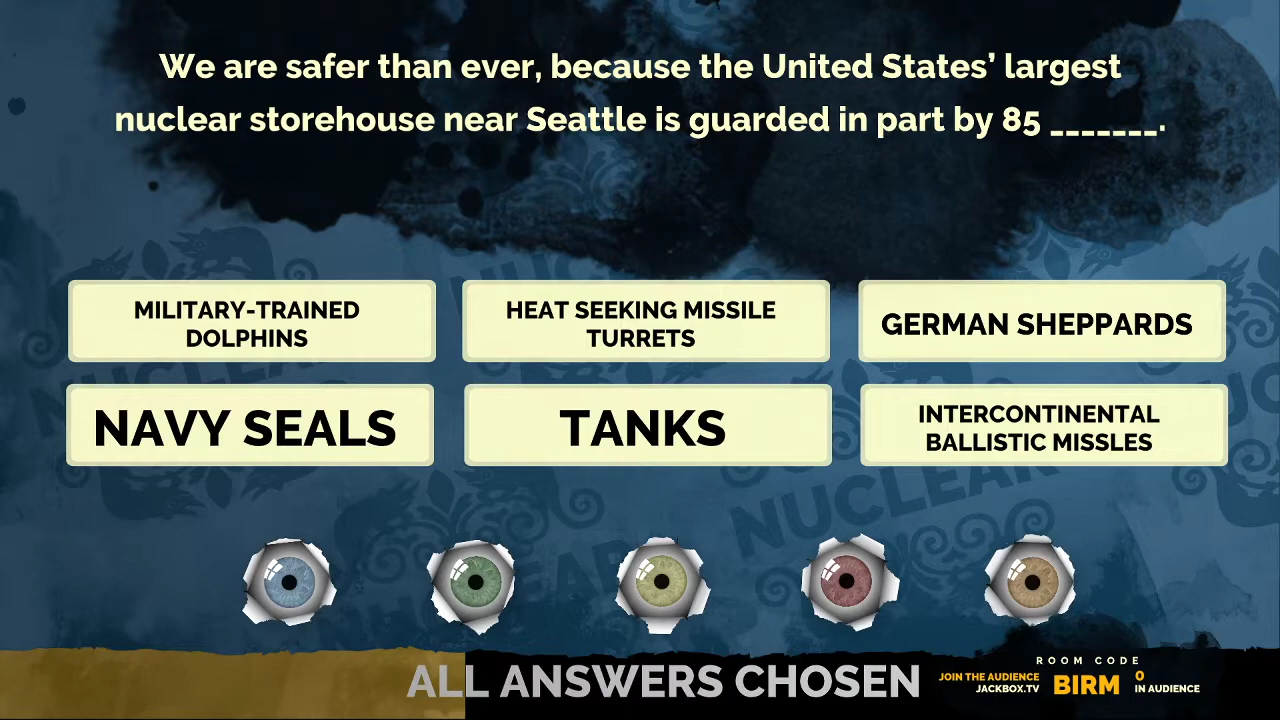 We are safer than ever, because the United States’ largest
nuclear storehouse near Seattle is guarded in part by 85 _______.
MILITARY-TRAINED
DOLPHINS
HEAT SEEKING MISSILE
TURRETS
GERMAN SHEPPARDS
NAVY SEALS
TANKS
INTERCONTINENTAL
BALLISTIC MISSLES
NUCLEAR
NUCLEAR
ALL ANSWERS CHOSEN
ROOM CODE
JOIN THE AUDIENCE
JACKBOX.TV
BIRM
0
IN AUDIENCE